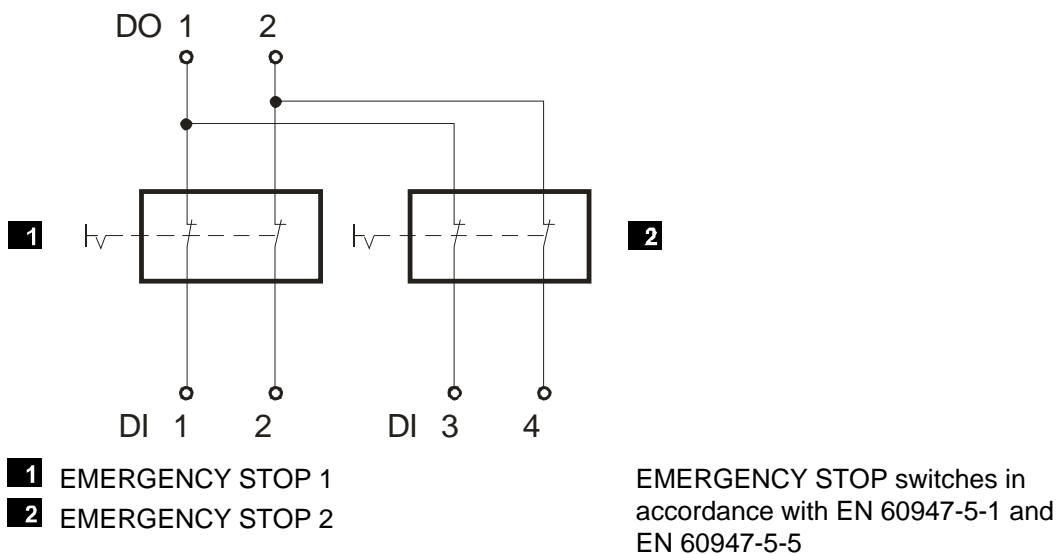 DO 1 2
1
2
DI 1 2 DI 3 4
1 EMERGENCY STOP 1
2 EMERGENCY STOP 2
EMERGENCY STOP switches in
accordance with EN 60947-5-1 and
EN 60947-5-5